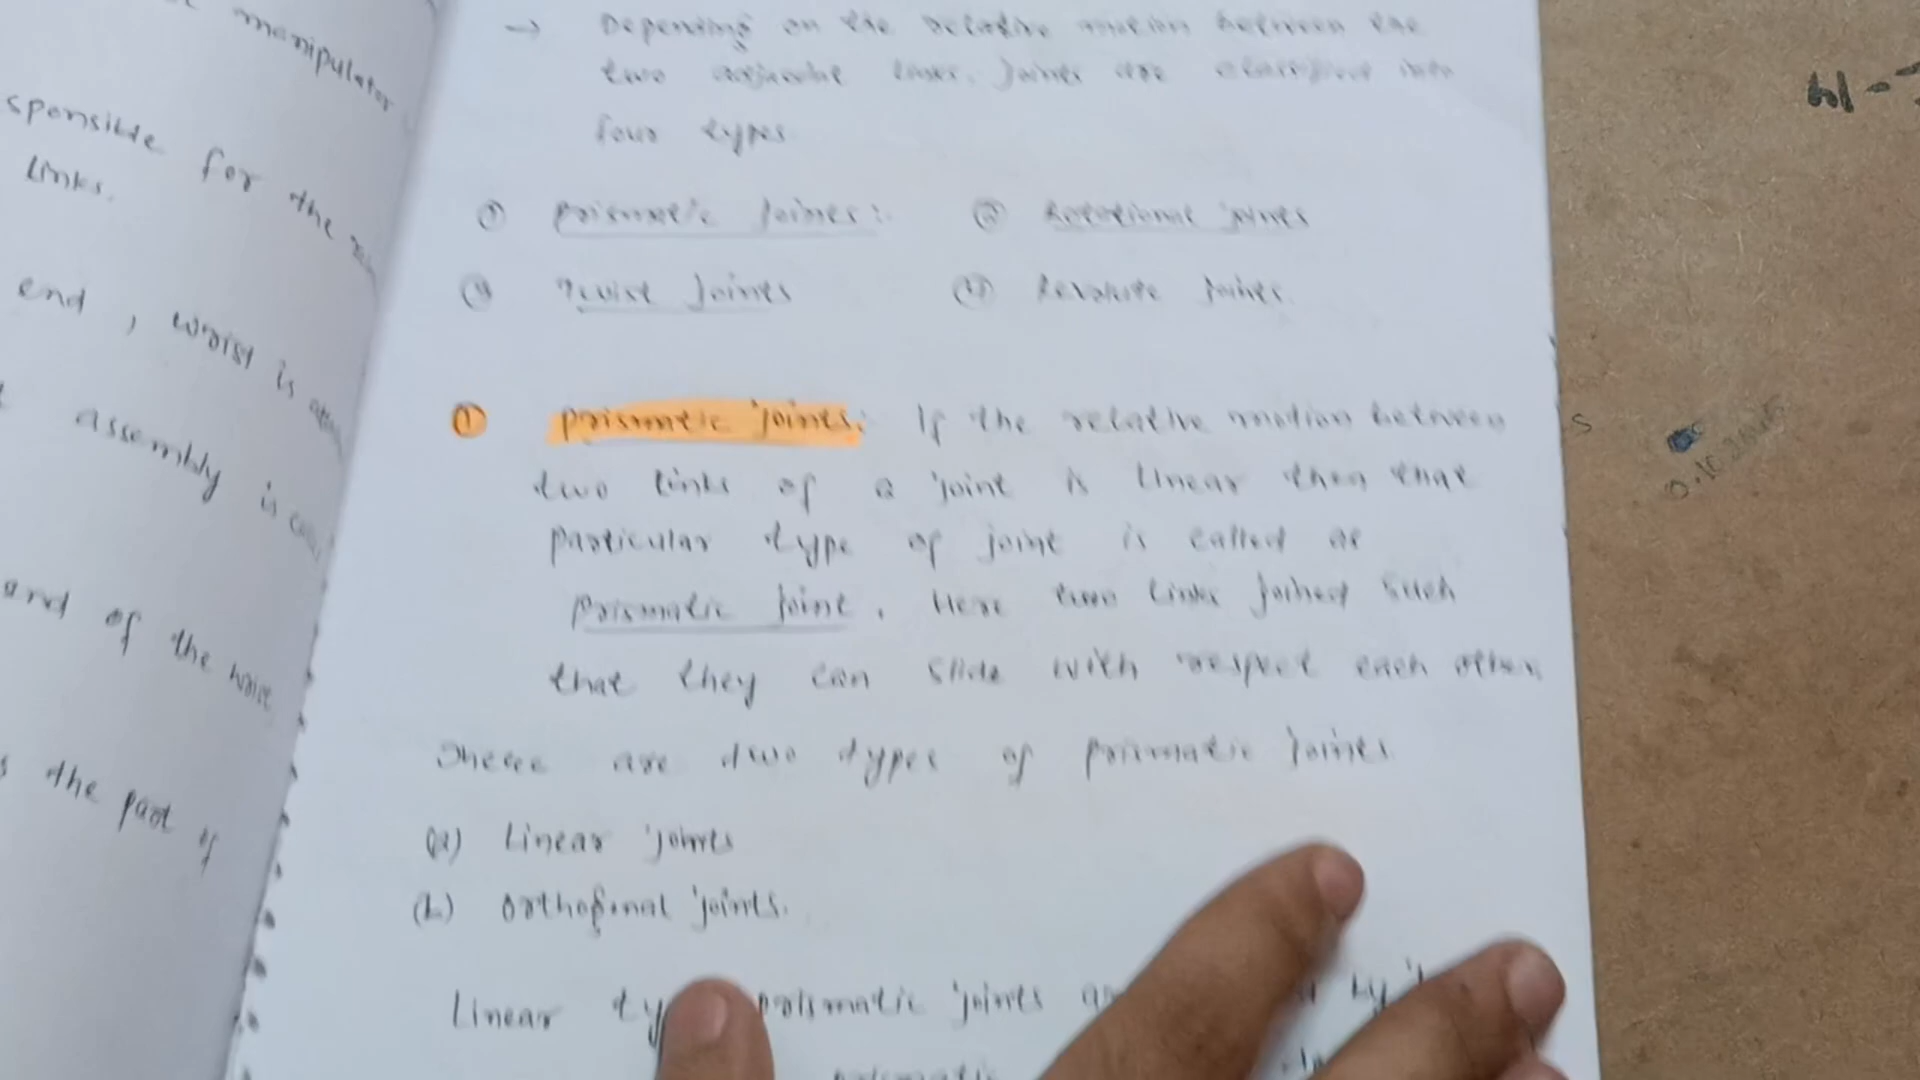 manipulator
sponsible for the
links.
end, wrist is
assembly is
and of the
the part of
→ Depending on the relative motion between the
two adjacent links. Joints are classified into
four types
① Prismatic Joints:. ② Rotational joints
③ Twist Joints ④ Revolute joints
① Prismatic joints: If the relative motion between
two links of a joint is linear then that
particular type of joint is called as
Prismatic joint. Here two links joined such
that they can slide with respect each other
There are two types of prismatic joints.
(a) Linear joints
(b) orthogonal joints.
Linear prismatic joints by